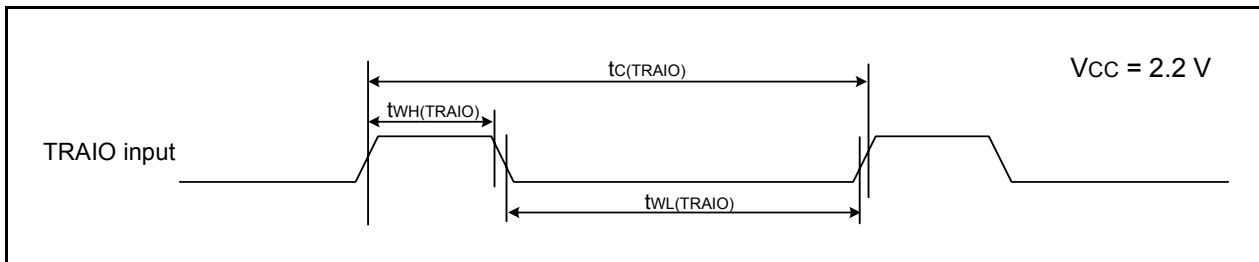 tC(TRAIO)
VCC = 2.2 V
tWH(TRAIO)
TRAIO input
tWL(TRAIO)